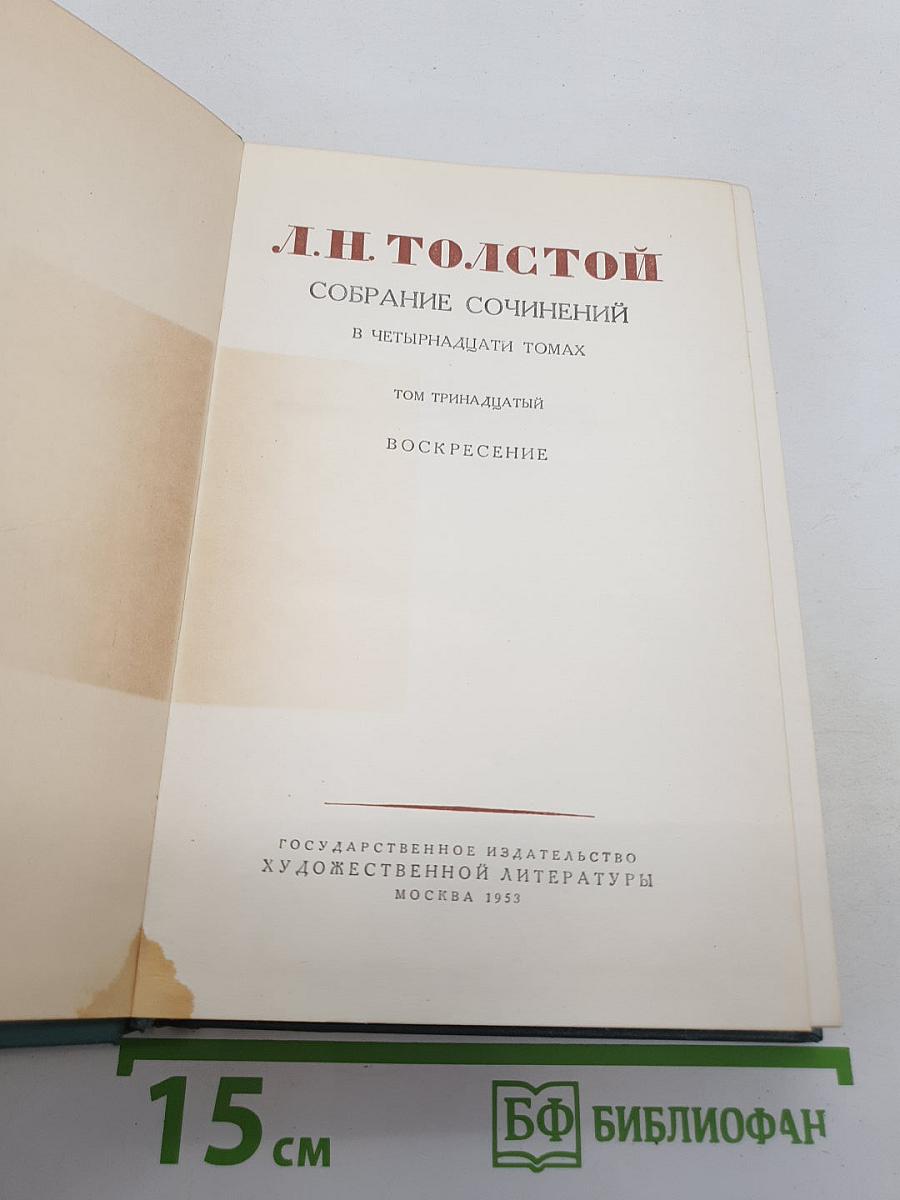 Л.Н. ТОЛСТОЙ
СОБРАНИЕ СОЧИНЕНИЙ
В ЧЕТЫРНАДЦАТИ ТОМАХ
ТОМ ТРИНАДЦАТЫЙ
ВОСКРЕСЕНИЕ
ГОСУДАРСТВЕННОЕ ИЗДАТЕЛЬСТВО
ХУДОЖЕСТВЕННОЙ ЛИТЕРАТУРЫ
МОСКВА 1953
15 см
БФ БИБЛИОФАН